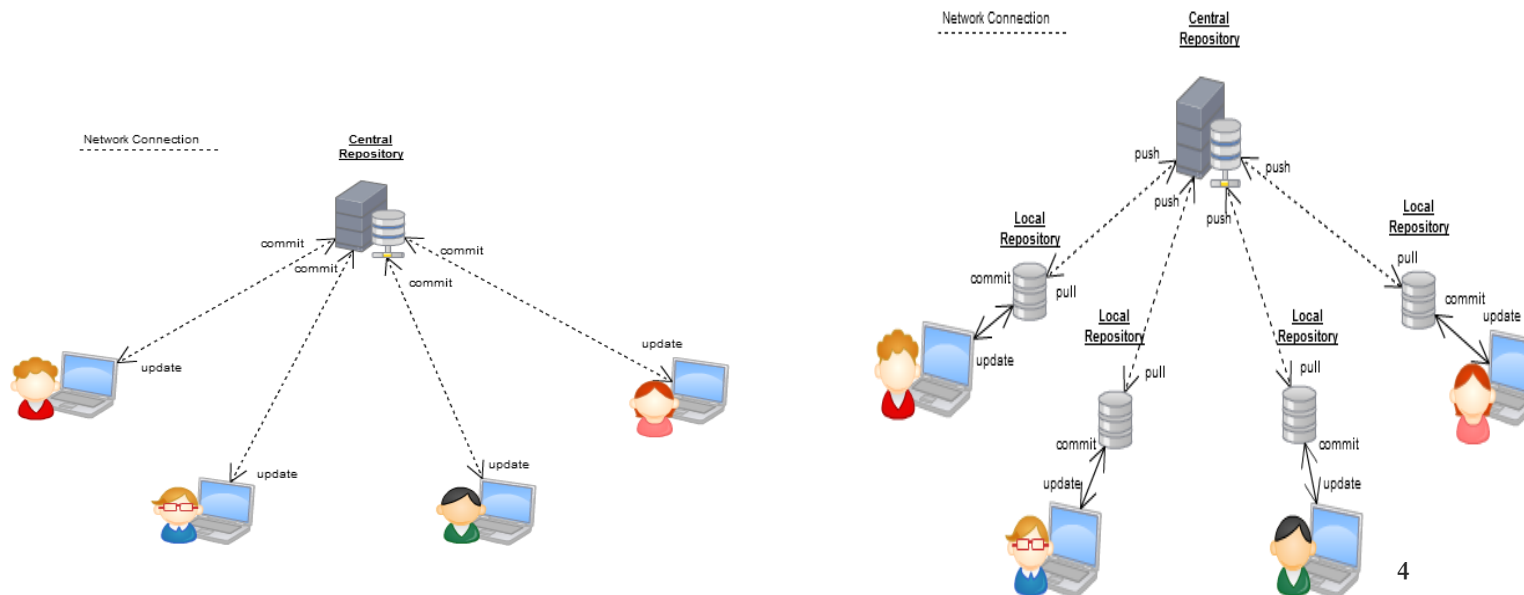 Network Connection
Central
Repository
commit
commit
commit
commit
update
update
update
update
Network Connection
Central
Repository
push
push
push
push
Local
Repository
Local
Repository
commit
pull
pull
commit
update
update
Local
Repository
Local
Repository
pull
pull
commit
commit
update
update
4